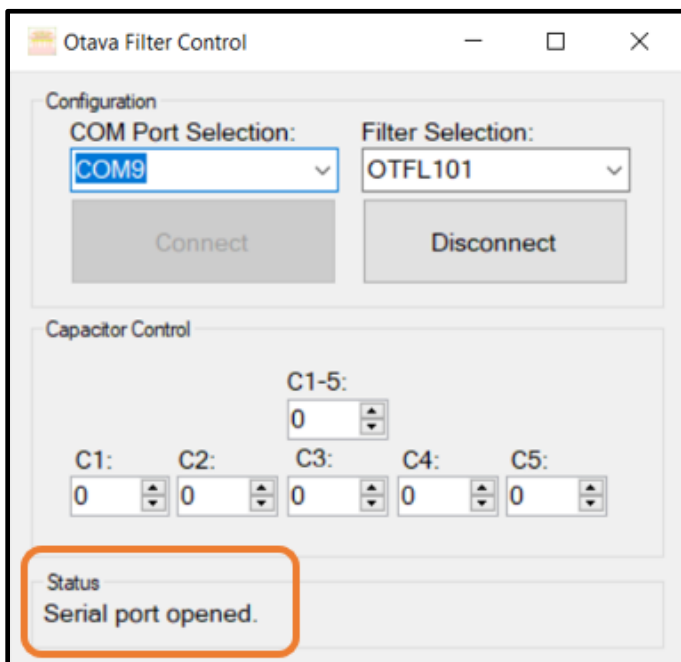 Otava Filter Control
Configuration
COM Port Selection: Filter Selection:
COM9 OTFL101
Connect Disconnect
Capacitor Control
C1-5:
0
C1: C2: C3: C4: C5:
0 0 0 0 0
Status
Serial port opened.